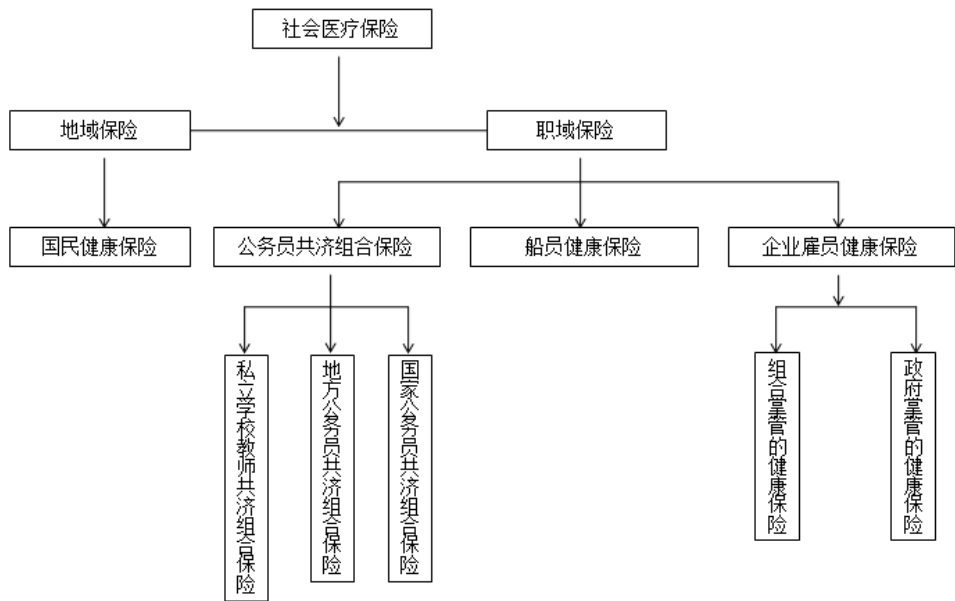 社会医疗保险
地域保险
职域保险
国民健康保险
公务员共济组合保险
船员健康保险
企业雇员健康保险
私立学校教师共济组合保险
地方公务员共济组合保险
国家公务员共济组合保险
组合掌管的健康保险
政府掌管的健康保险